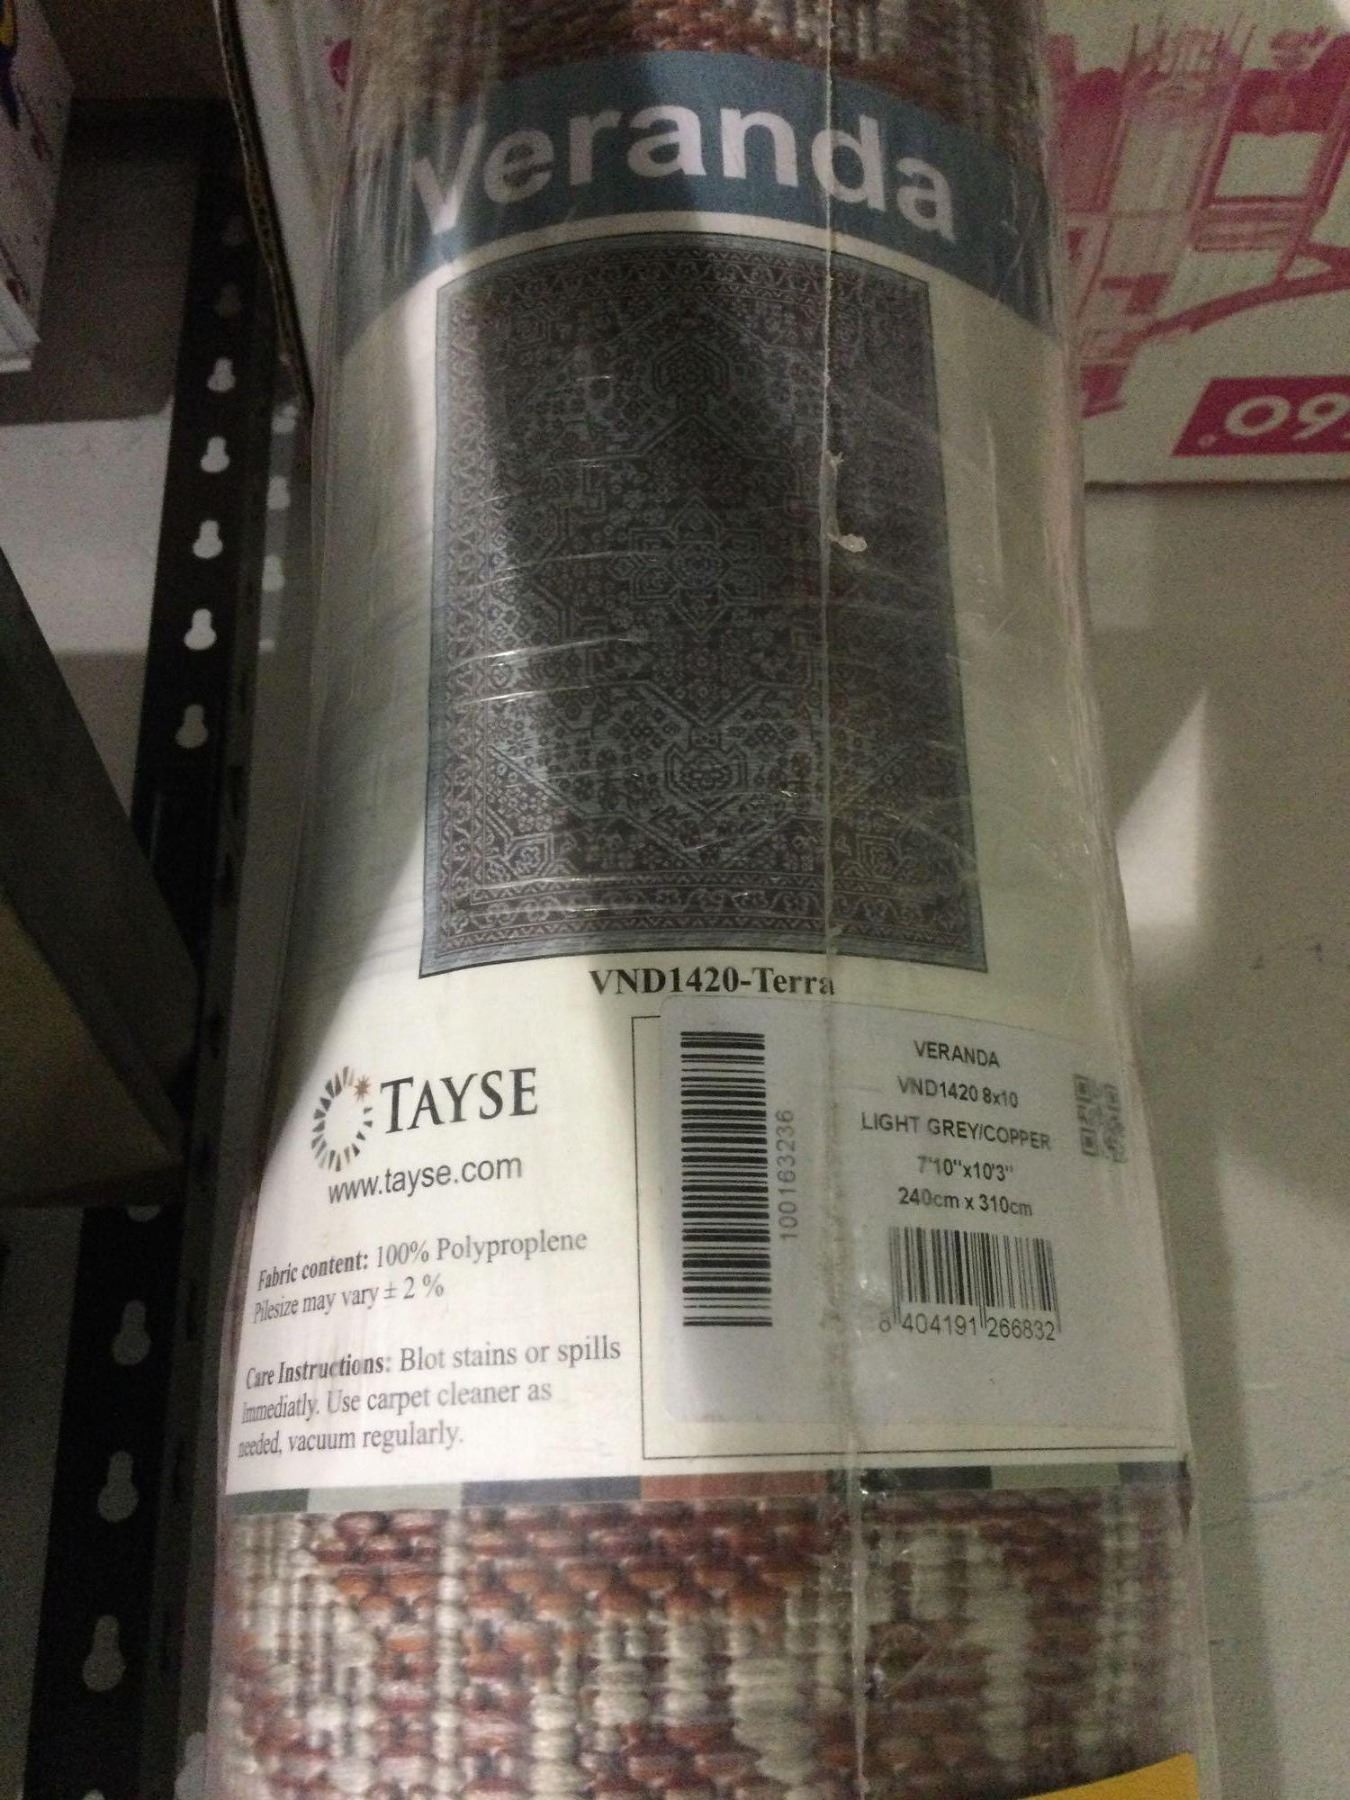 Veranda
VND1420-Terra
TAYSE
www.tayse.com
Fabric content: 100% Polyproplene
Pilesize may vary ± 2 %
Care Instructions: Blot stains or spills
immediatly. Use carpet cleaner as
needed, vacuum regularly.
100163236
VERANDA
VND1420 8x10
LIGHT GREY/COPPER
7'10"x10'3"
240cm x 310cm
8 404191 266832